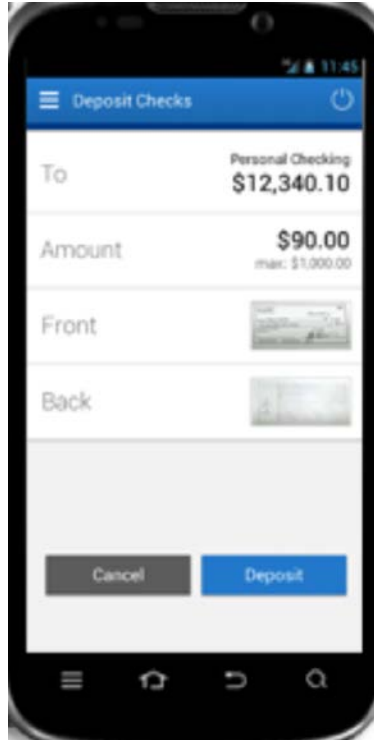 11:45
Deposit Checks
To
Personal Checking
$12,340.10
Amount
$90.00
max: $1,000.00
Front
Back
Cancel
Deposit